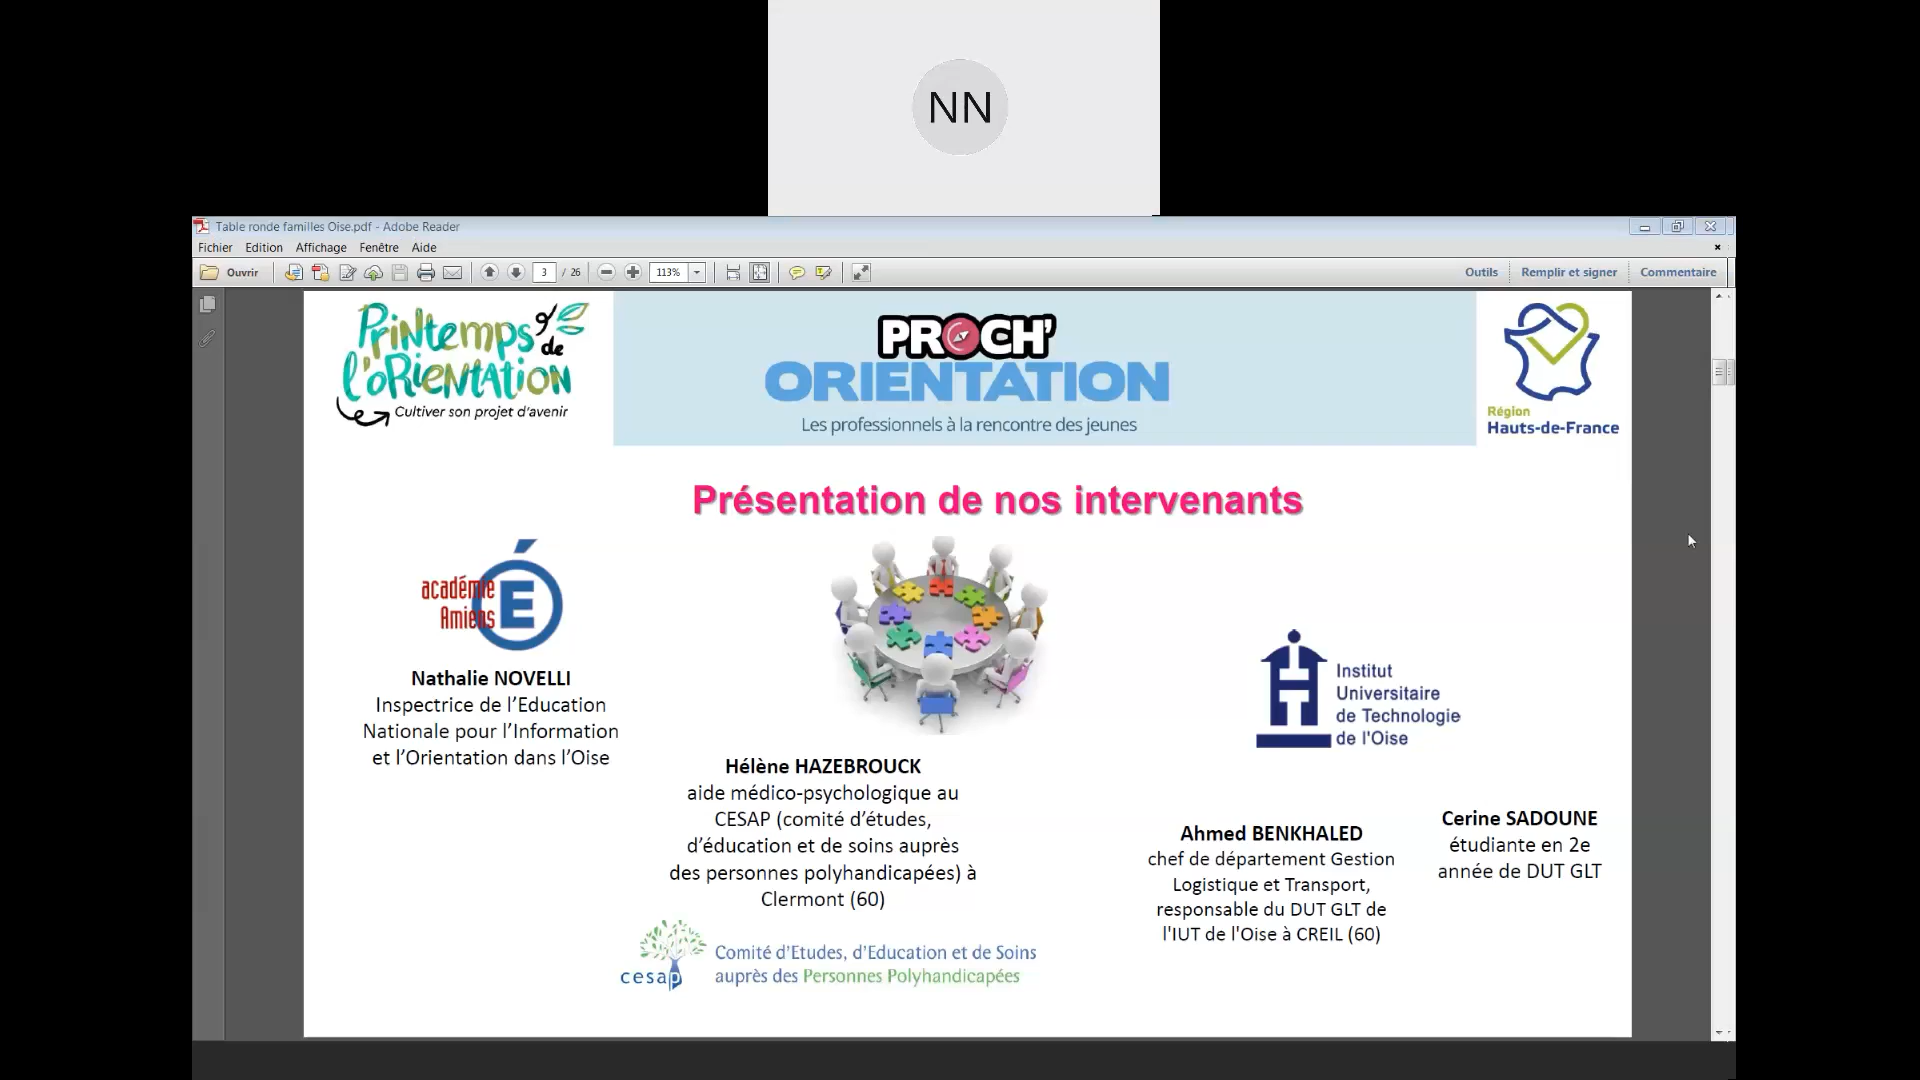 NN
Table ronde familles Oise.pdf - Adobe Reader
Fichier Edition Affichage Fenêtre Aide
Ouvrir 3 / 26 113% Outils Remplir et signer Commentaire
Printemps
de
l'orientation
Cultiver son projet d'avenir
PROCH'
ORIENTATION
Les professionnels à la rencontre des jeunes
Région
Hauts-de-France
Présentation de nos intervenants
académie
Amiens
É
Nathalie NOVELLI
Inspectrice de l'Education
Nationale pour l'Information
et l'Orientation dans l'Oise
Hélène HAZEBROUCK
aide médico-psychologique au
CESAP (comité d'études,
d'éducation et de soins auprès
des personnes polyhandicapées) à
Clermont (60)
cesap
Comité d'Etudes, d'Education et de Soins
auprès des Personnes Polyhandicapées
Institut
Universitaire
de Technologie
de l'Oise
Ahmed BENKHALED
chef de département Gestion
Logistique et Transport,
responsable du DUT GLT de
l'IUT de l'Oise à CREIL (60)
Cerine SADOUNE
étudiante en 2e
année de DUT GLT